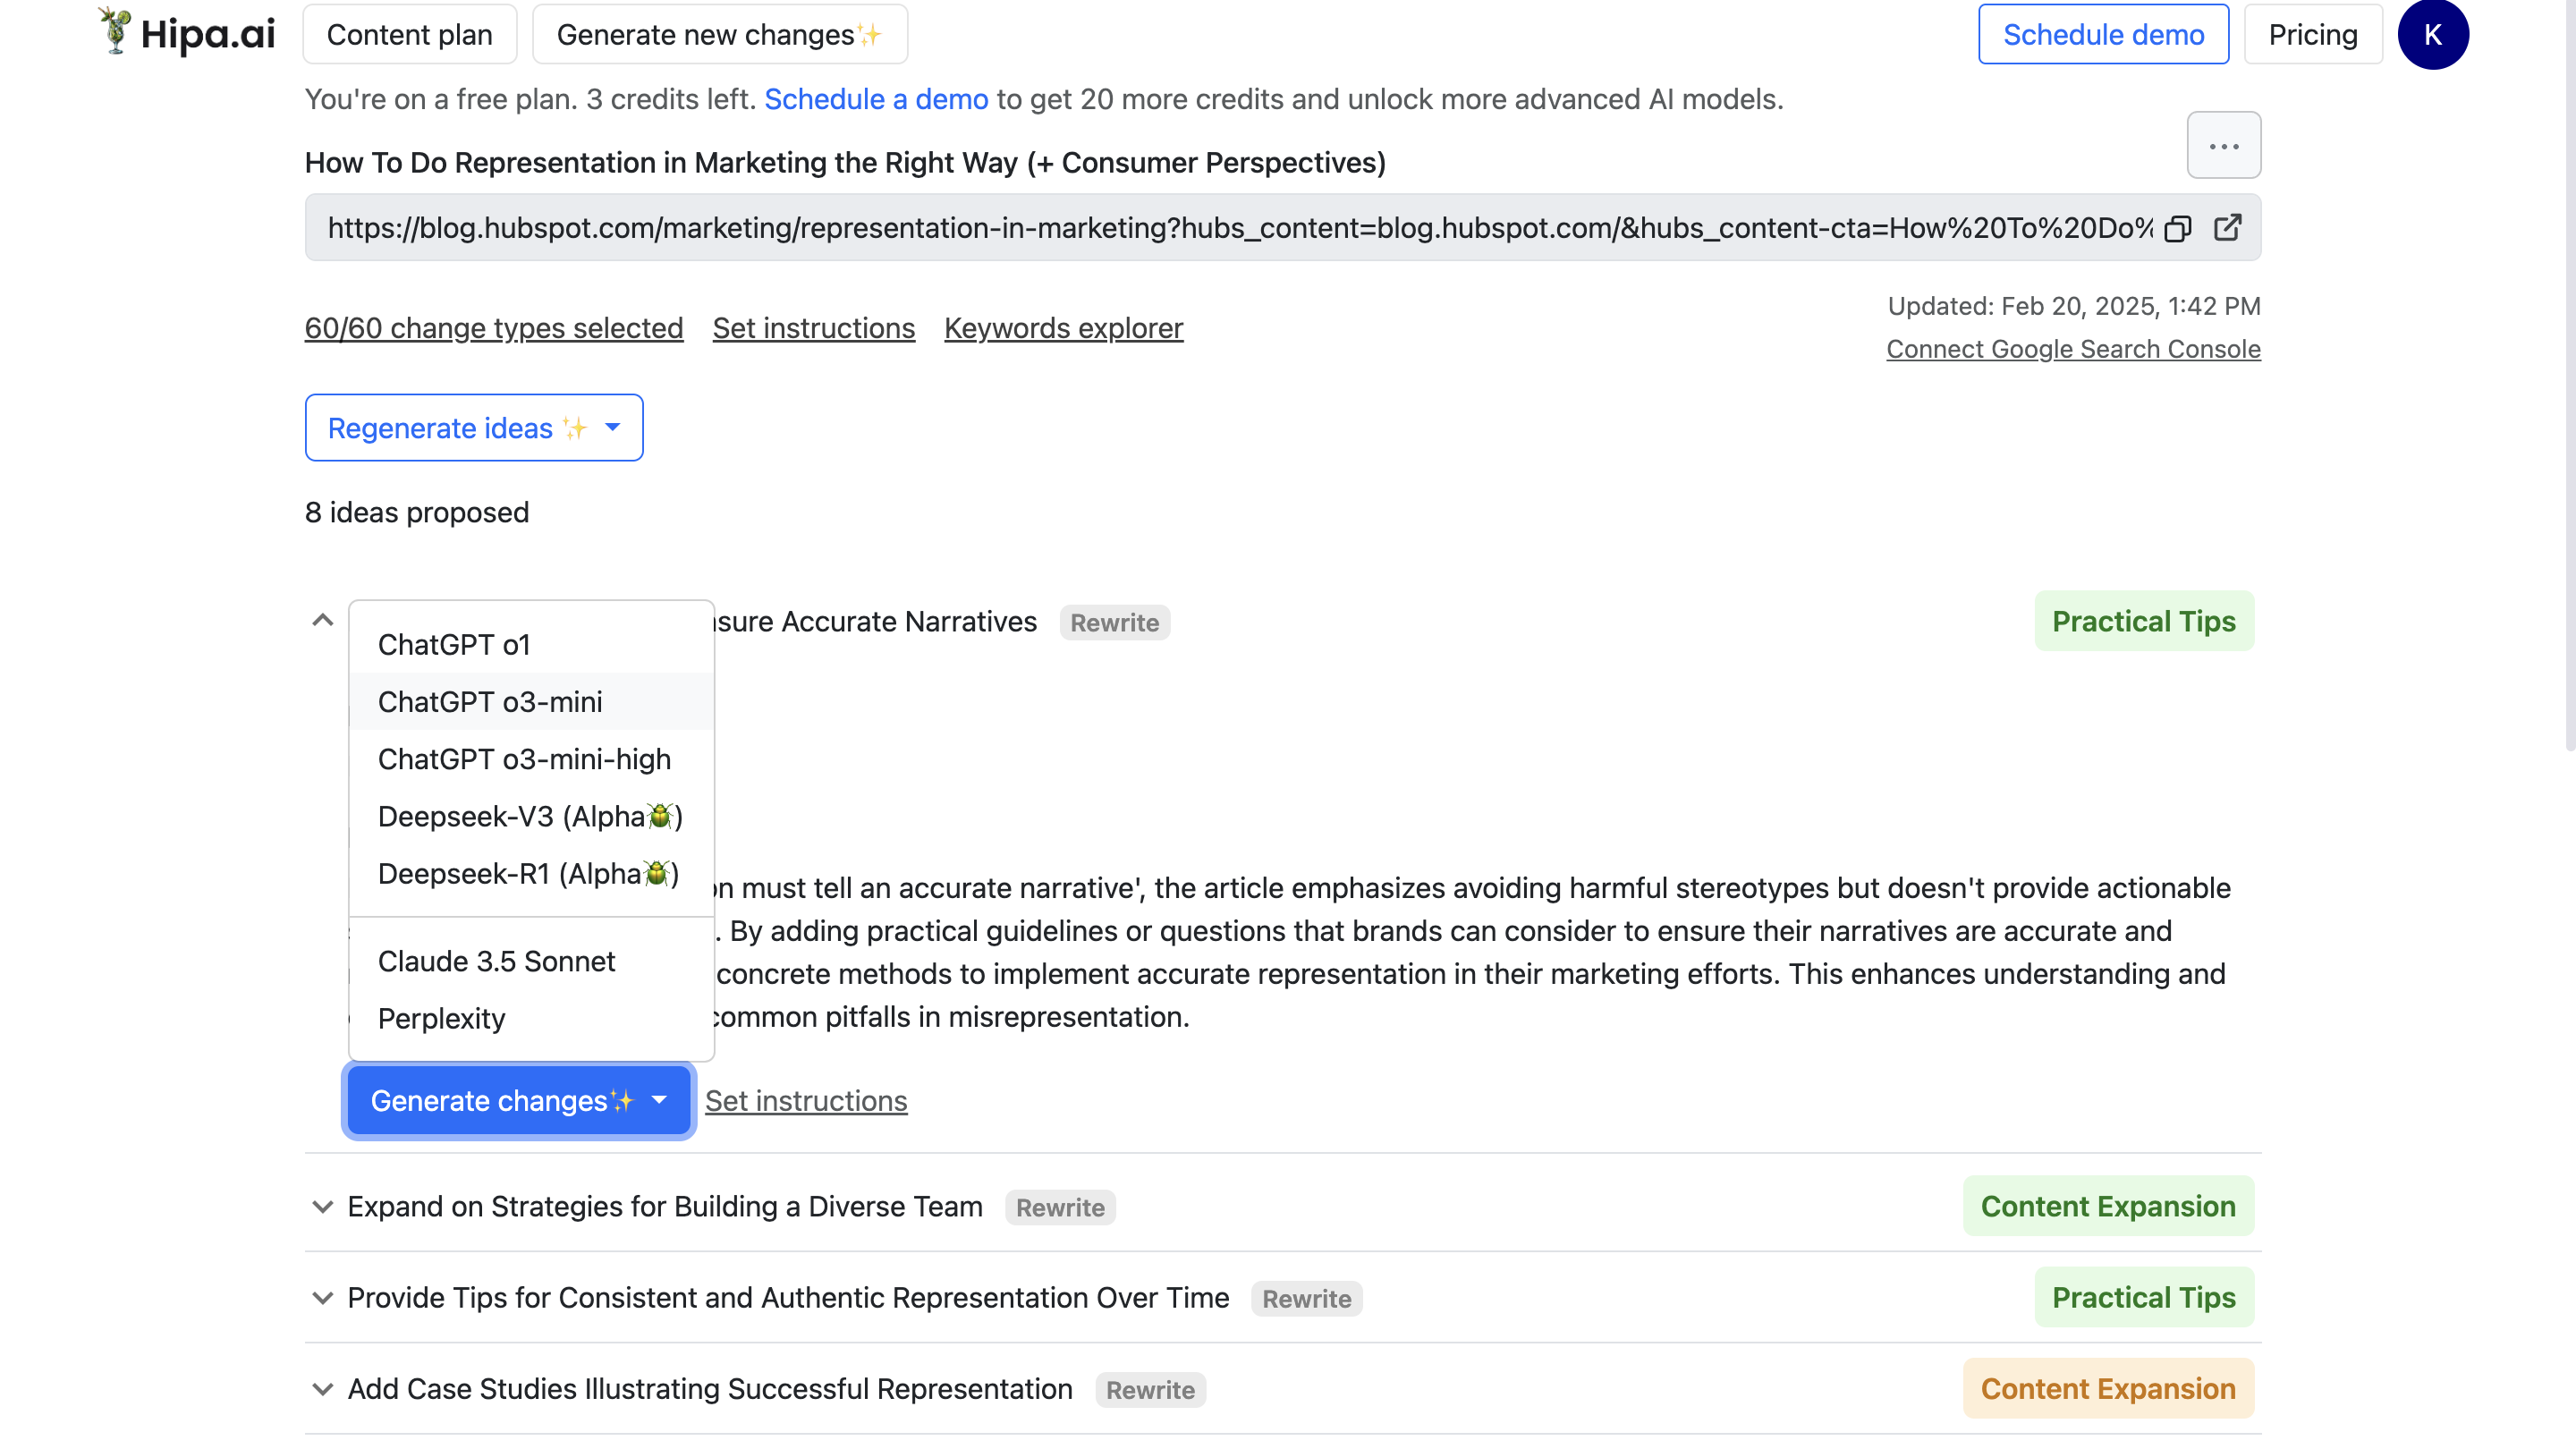 Hipa.ai
Content plan
Generate new changes✨
Schedule demo
Pricing
K
You're on a free plan. 3 credits left. Schedule a demo to get 20 more credits and unlock more advanced AI models.
How To Do Representation in Marketing the Right Way (+ Consumer Perspectives)
...
https://blog.hubspot.com/marketing/representation-in-marketing?hubs_content=blog.hubspot.com/&hubs_content-cta=How%20To%20Do%
60/60 change types selected
Set instructions
Keywords explorer
Updated: Feb 20, 2025, 1:42 PM
Connect Google Search Console
Regenerate ideas ✨
8 ideas proposed
Accurate Narratives
Rewrite
Practical Tips
ChatGPT o1
ChatGPT o3-mini
ChatGPT o3-mini-high
Deepseek-V3 (Alpha🪲)
Deepseek-R1 (Alpha🪲)
Claude 3.5 Sonnet
Perplexity
must tell an accurate narrative', the article emphasizes avoiding harmful stereotypes but doesn't provide actionable
. By adding practical guidelines or questions that brands can consider to ensure their narratives are accurate and
concrete methods to implement accurate representation in their marketing efforts. This enhances understanding and
common pitfalls in misrepresentation.
Generate changes✨
Set instructions
Expand on Strategies for Building a Diverse Team
Rewrite
Content Expansion
Provide Tips for Consistent and Authentic Representation Over Time
Rewrite
Practical Tips
Add Case Studies Illustrating Successful Representation
Rewrite
Content Expansion